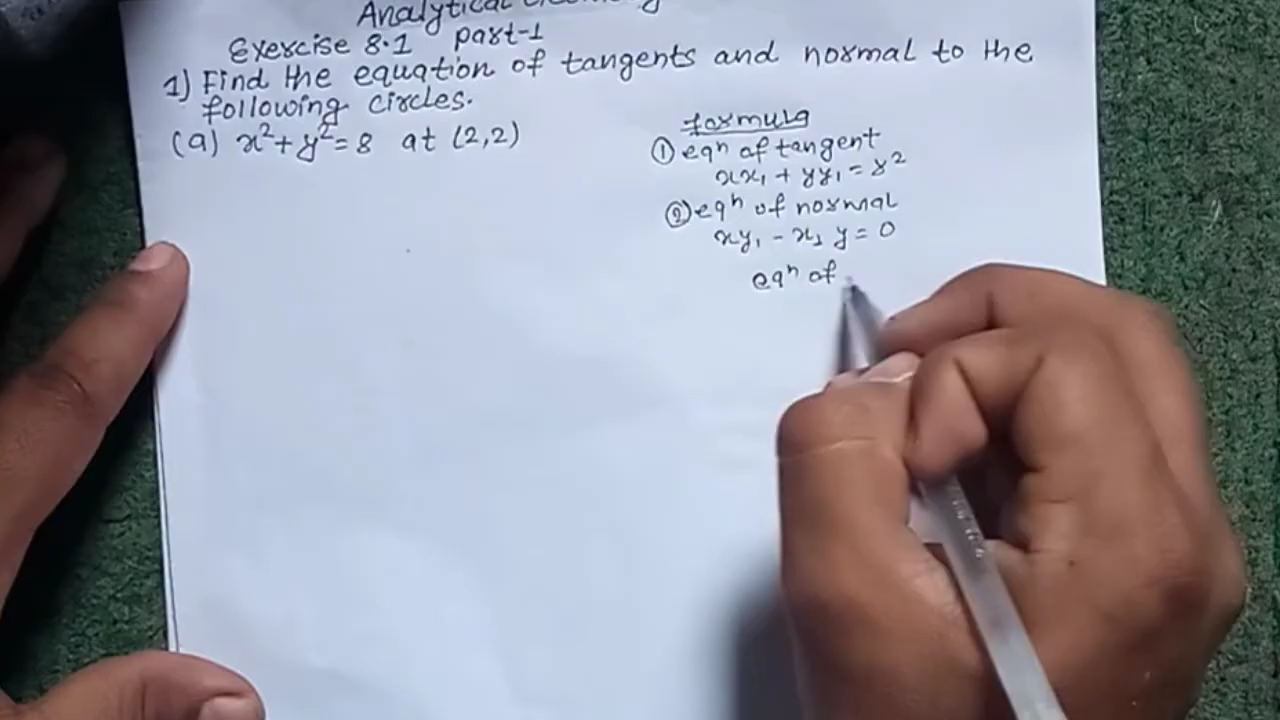 Analytical
Exercise 8.1 part-1
1) Find the equation of tangents and normal to the
following circles.
(a) x²+y²=8 at (2,2)
formula
① eqⁿ of tangent
xx₁ + yy₁ = r²
② eqⁿ of normal
xy₁ - x₁ y = 0
eqⁿ of